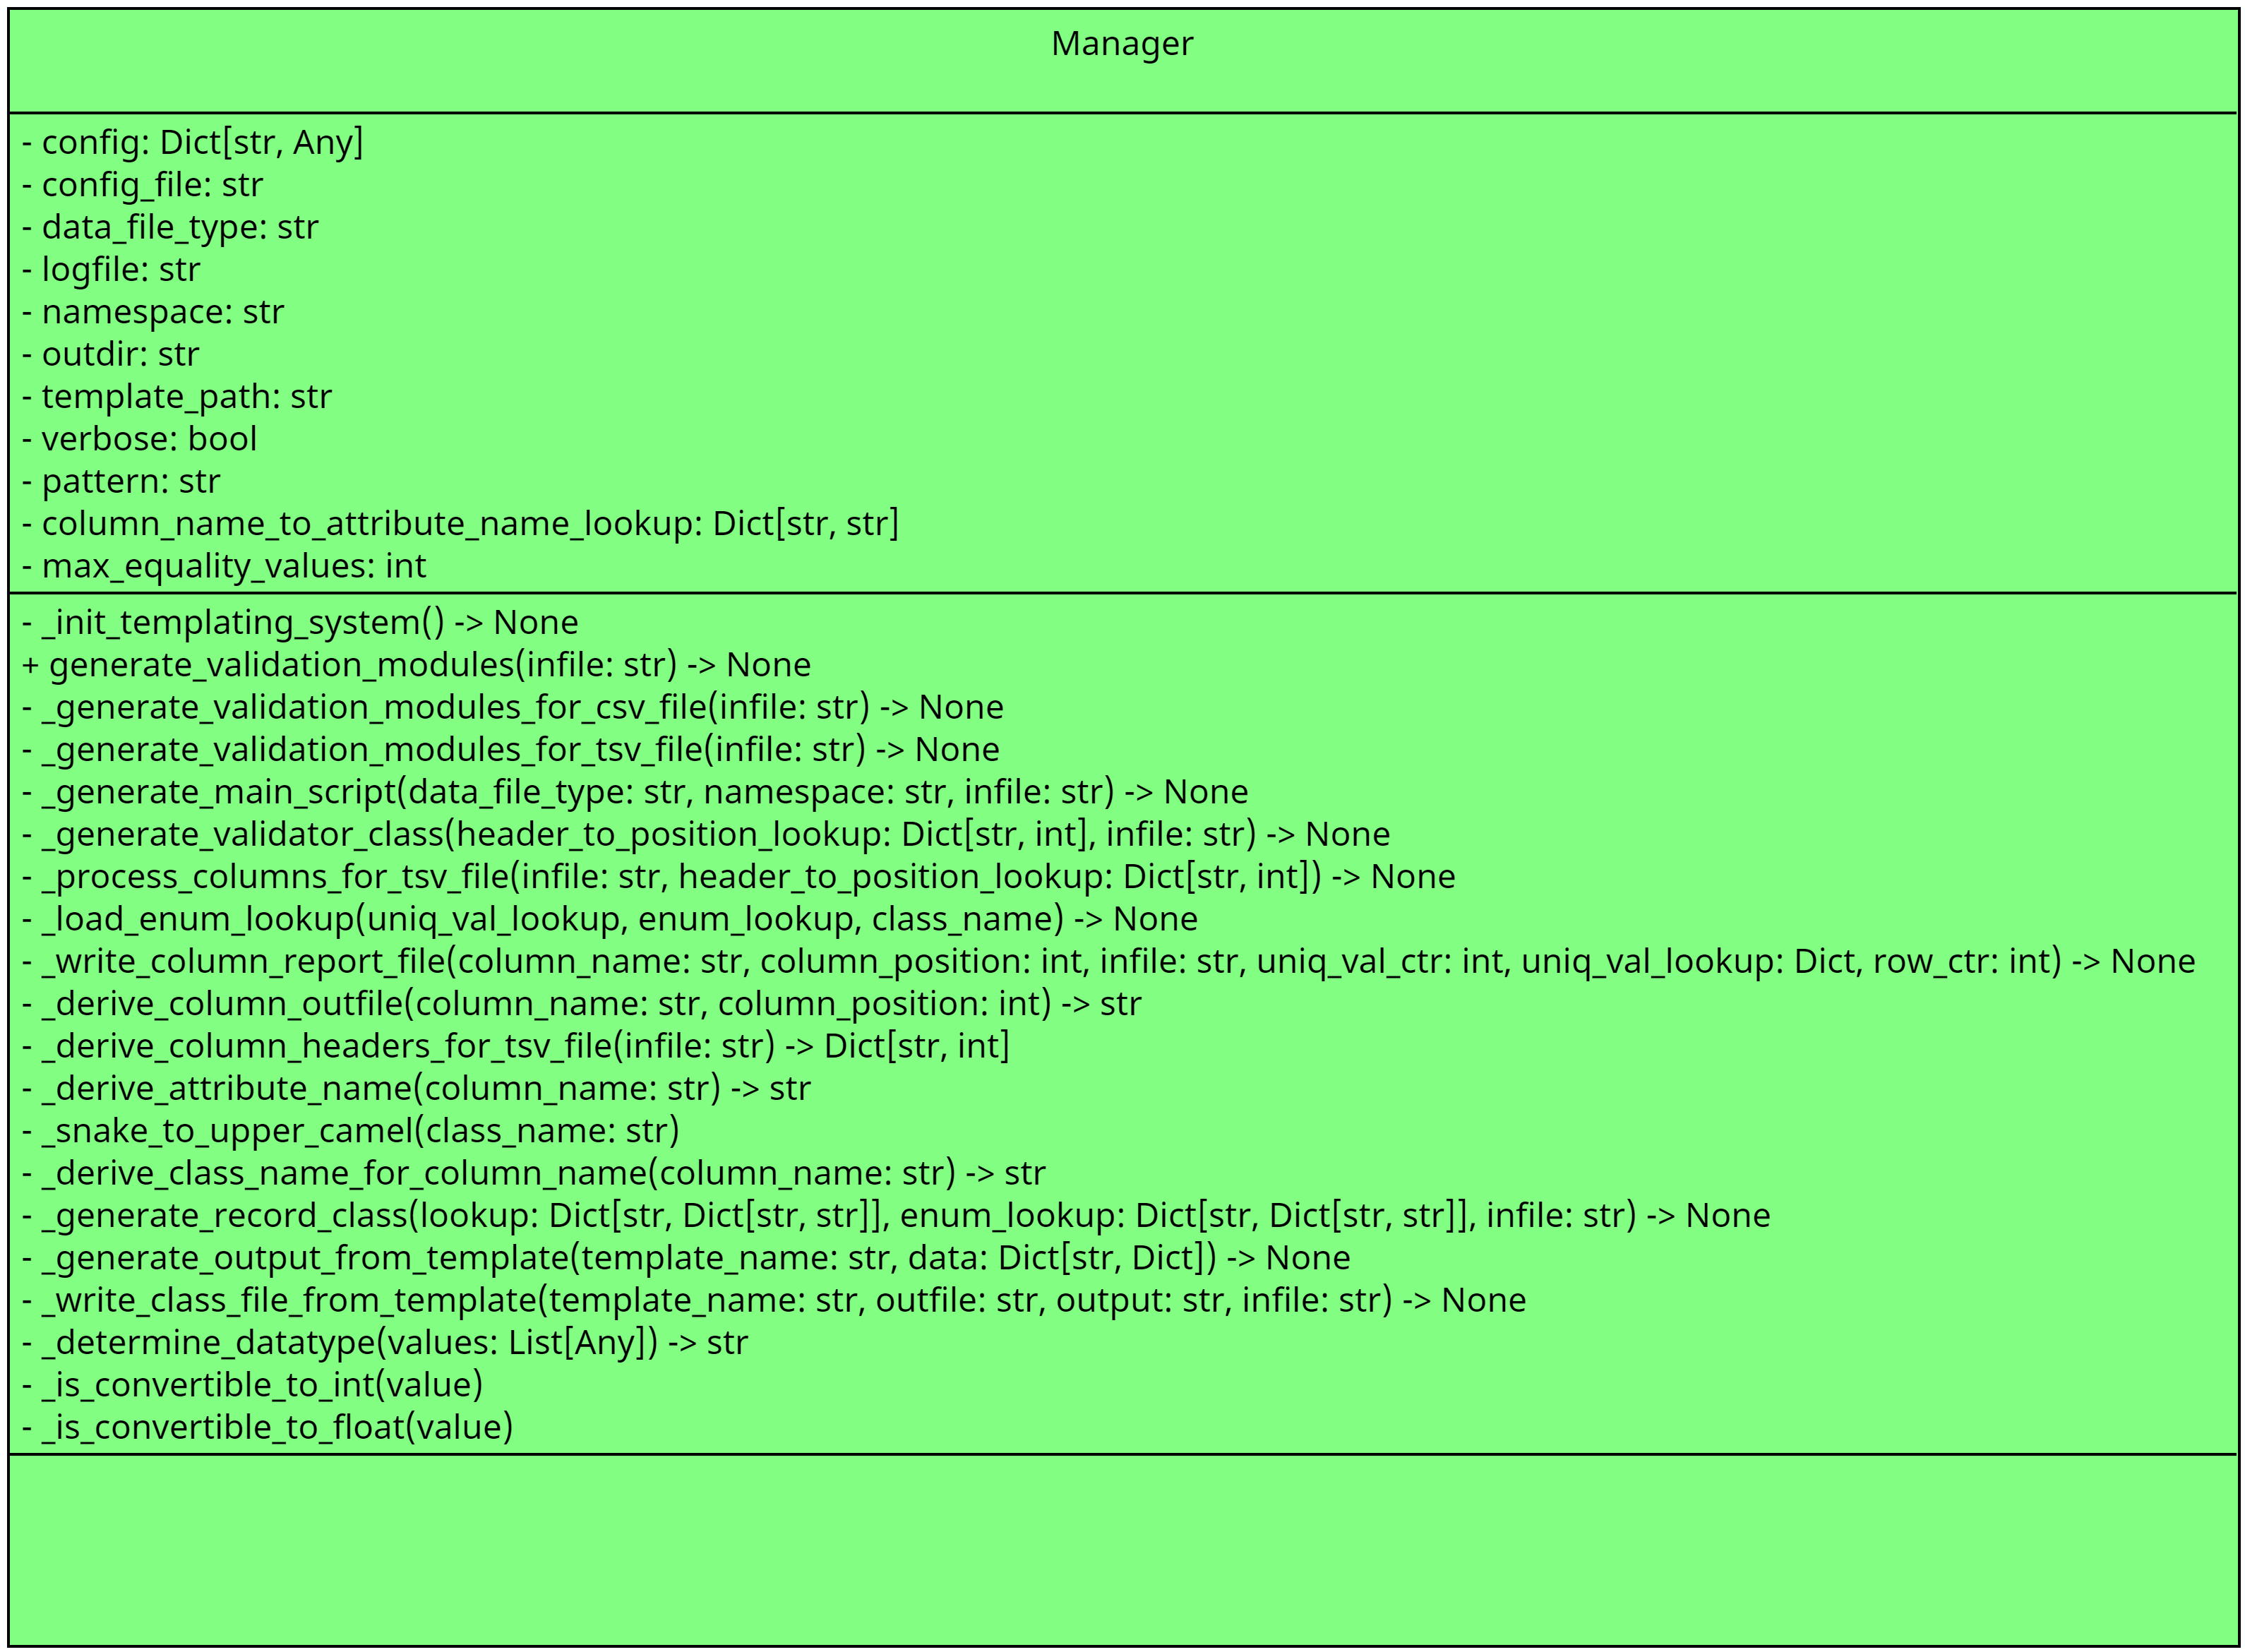 Manager
- config: Dict[str, Any]
- config_file: str
- data_file_type: str
- logfile: str
- namespace: str
- outdir: str
- template_path: str
- verbose: bool
- pattern: str
- column_name_to_attribute_name_lookup: Dict[str, str]
- max_equality_values: int
- _init_templating_system() -> None
+ generate_validation_modules(infile: str) -> None
- _generate_validation_modules_for_csv_file(infile: str) -> None
- _generate_validation_modules_for_tsv_file(infile: str) -> None
- _generate_main_script(data_file_type: str, namespace: str, infile: str) -> None
- _generate_validator_class(header_to_position_lookup: Dict[str, int], infile: str) -> None
- _process_columns_for_tsv_file(infile: str, header_to_position_lookup: Dict[str, int]) -> None
- _load_enum_lookup(uniq_val_lookup, enum_lookup, class_name) -> None
- _write_column_report_file(column_name: str, column_position: int, infile: str, uniq_val_ctr: int, uniq_val_lookup: Dict, row_ctr: int) -> None
- _derive_column_outfile(column_name: str, column_position: int) -> str
- _derive_column_headers_for_tsv_file(infile: str) -> Dict[str, int]
- _derive_attribute_name(column_name: str) -> str
- _snake_to_upper_camel(class_name: str)
- _derive_class_name_for_column_name(column_name: str) -> str
- _generate_record_class(lookup: Dict[str, Dict[str, str]], enum_lookup: Dict[str, Dict[str, str]], infile: str) -> None
- _generate_output_from_template(template_name: str, data: Dict[str, Dict]) -> None
- _write_class_file_from_template(template_name: str, outfile: str, output: str, infile: str) -> None
- _determine_datatype(values: List[Any]) -> str
- _is_convertible_to_int(value)
- _is_convertible_to_float(value)